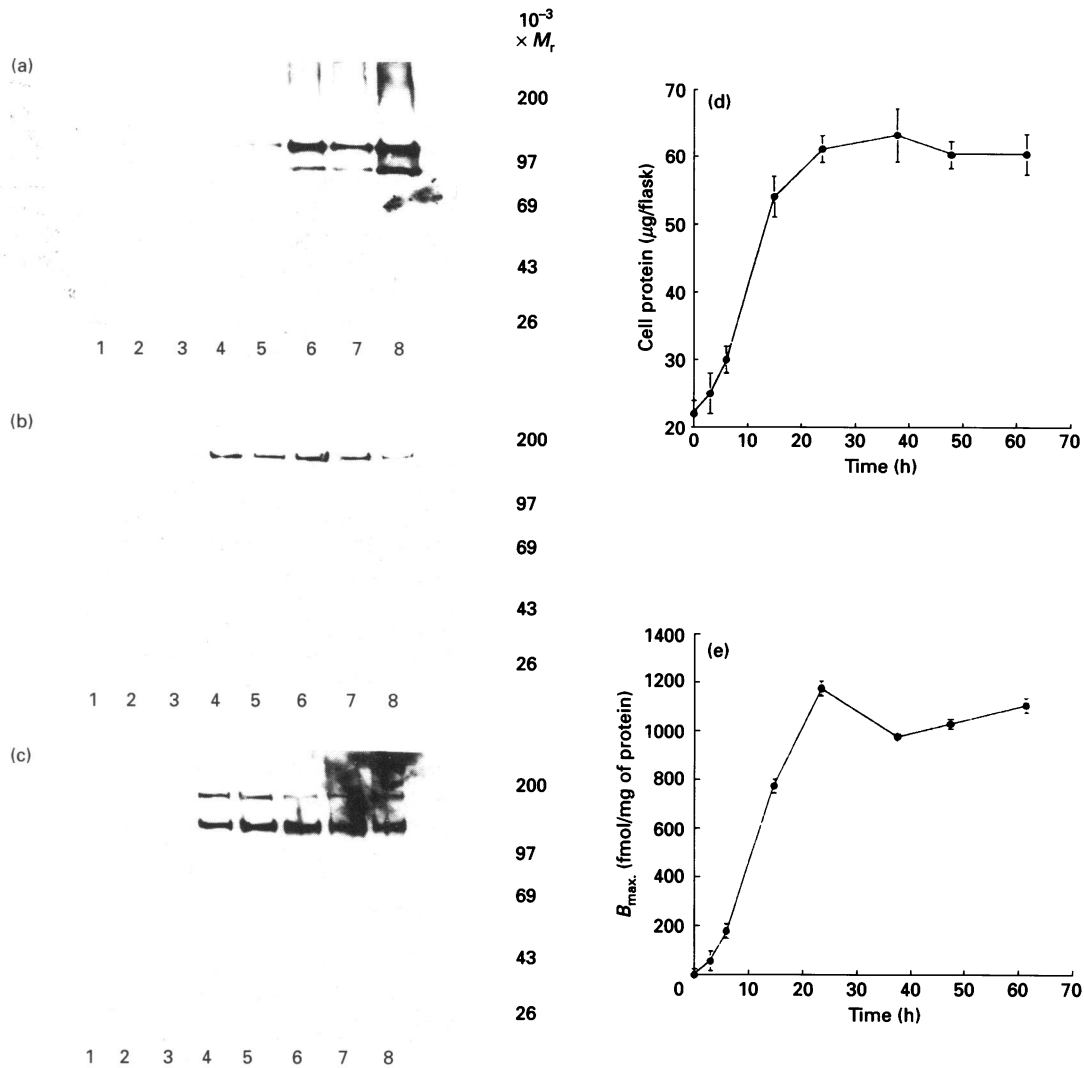 10⁻³
× Mᵣ
(a)
200
97
69
43
26
1 2 3 4 5 6 7 8
(b)
200
97
69
43
26
1 2 3 4 5 6 7 8
(c)
200
97
69
43
26
1 2 3 4 5 6 7 8
(d)
Cell protein (µg/flask)
70
60
50
40
30
20
0 10 20 30 40 50 60 70
Time (h)
(e)
Bmax. (fmol/mg of protein)
1400
1200
1000
800
600
400
200
0 10 20 30 40 50 60 70
Time (h)